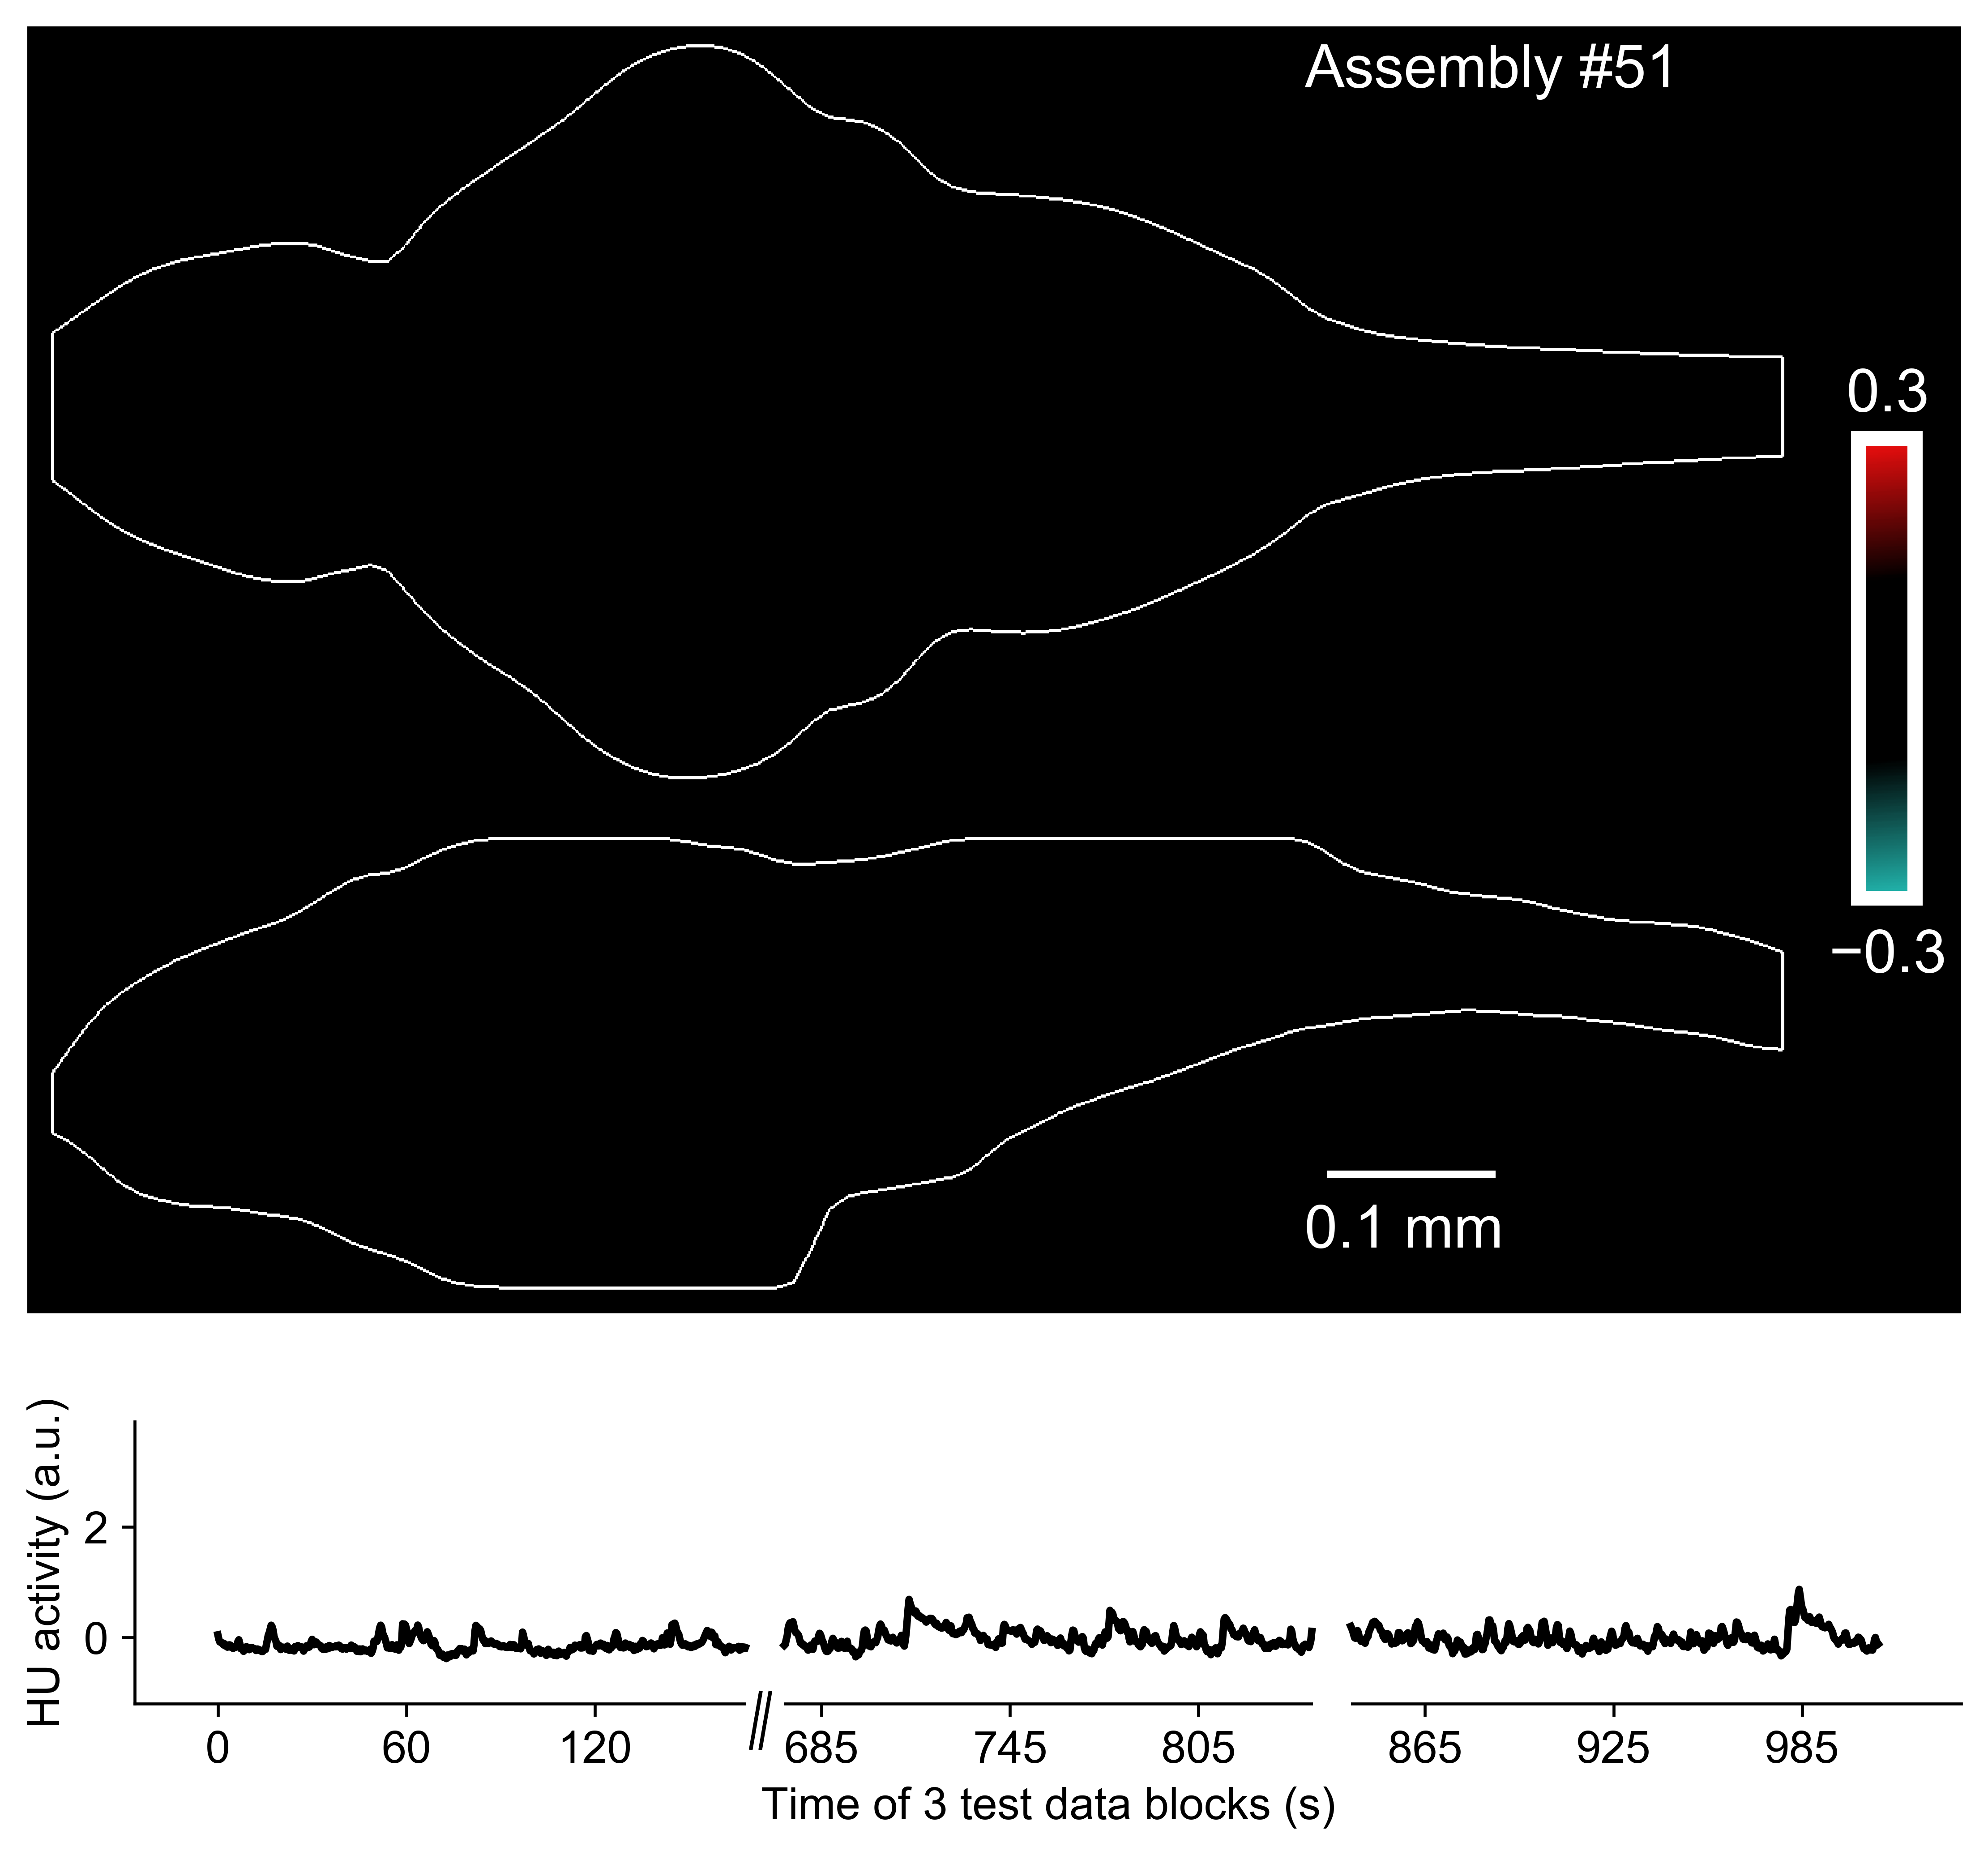 Assembly #51
0.3
−0.3
0.1 mm
HU activity (a.u.)
2
0
0 60 120 685 745 805 865 925 985
Time of 3 test data blocks (s)